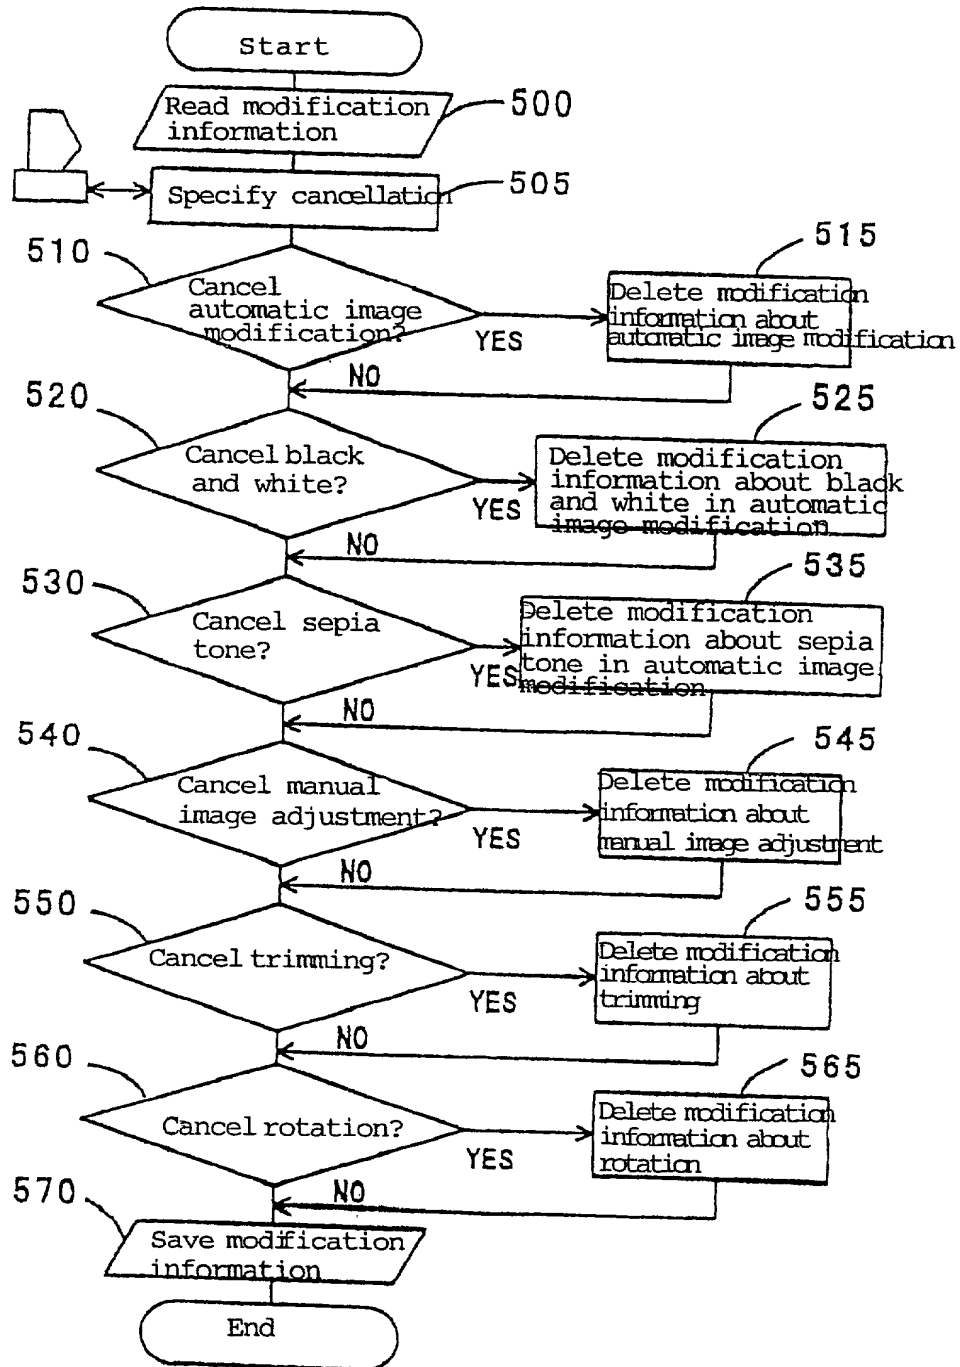 Start
Read modification
information
500
Specify cancellation
505
510
Cancel
automatic image
modification?
YES
NO
515
Delete modification
information about
automatic image modification
520
Cancel black
and white?
YES
NO
525
Delete modification
information about black
and white in automatic
image modification
530
Cancel sepia
tone?
YES
NO
535
Delete modification
information about sepia
tone in automatic image
modification
540
Cancel manual
image adjustment?
YES
NO
545
Delete modification
information about
manual image adjustment
550
Cancel trimming?
YES
NO
555
Delete modification
information about
trimming
560
Cancel rotation?
YES
NO
565
Delete modification
information about
rotation
570
Save modification
information
End